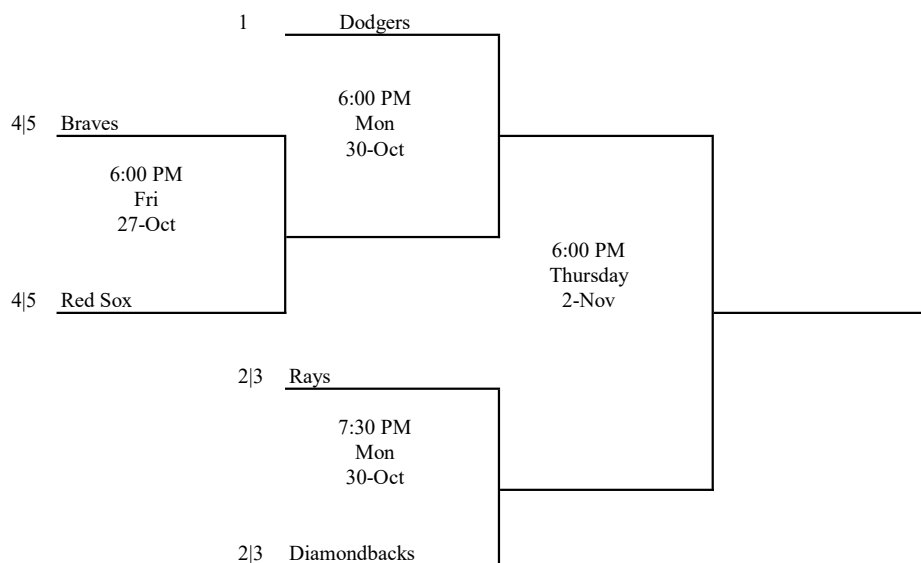 1 Dodgers
6:00 PM
Mon
30-Oct
4|5 Braves
6:00 PM
Fri
27-Oct
4|5 Red Sox
6:00 PM
Thursday
2-Nov
2|3 Rays
7:30 PM
Mon
30-Oct
2|3 Diamondbacks